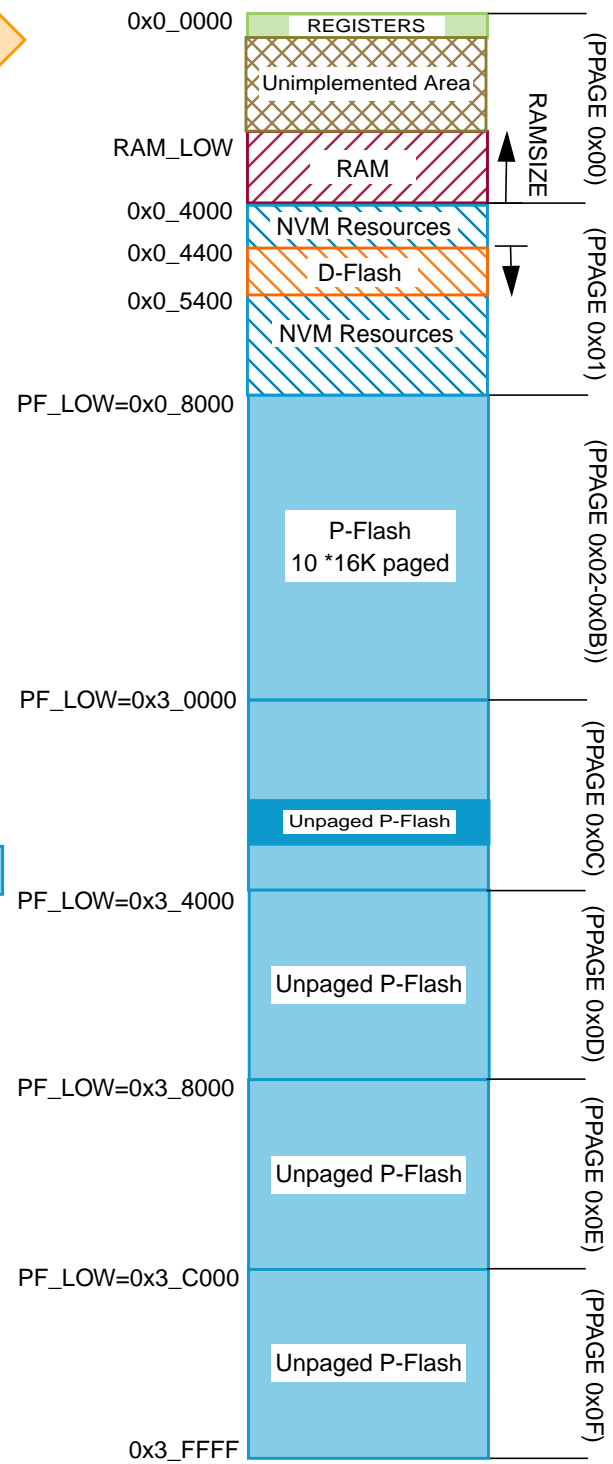 0x0_0000
REGISTERS
Unimplemented Area
(PPAGE 0x00)
RAMSIZE
RAM_LOW
RAM
0x0_4000
NVM Resources
0x0_4400
D-Flash
(PPAGE 0x01)
0x0_5400
NVM Resources
PF_LOW=0x0_8000
P-Flash
10 *16K paged
(PPAGE 0x02-0x0B))
PF_LOW=0x3_0000
Unpaged P-Flash
(PPAGE 0x0C)
PF_LOW=0x3_4000
Unpaged P-Flash
(PPAGE 0x0D)
PF_LOW=0x3_8000
Unpaged P-Flash
(PPAGE 0x0E)
PF_LOW=0x3_C000
Unpaged P-Flash
(PPAGE 0x0F)
0x3_FFFF